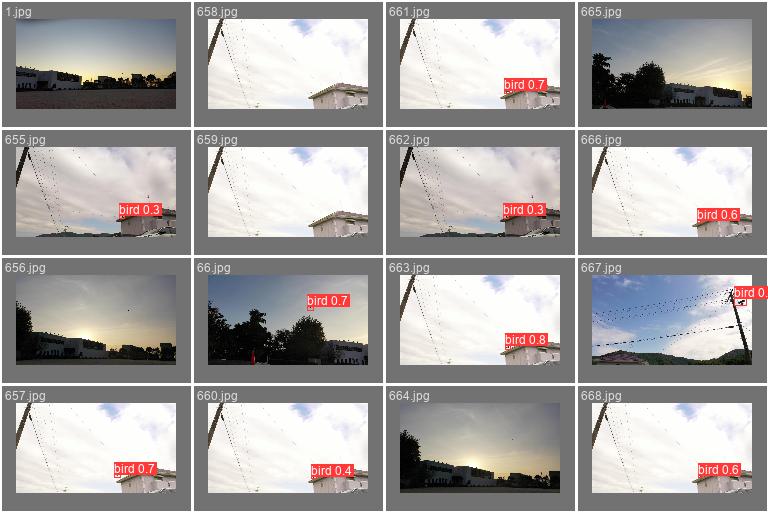 1.jpg
658.jpg
661.jpg
665.jpg
bird 0.7
655.jpg
659.jpg
662.jpg
666.jpg
bird 0.3
bird 0.3
bird 0.6
656.jpg
66.jpg
663.jpg
667.jpg
bird 0.7
bird 0.8
bird 0.
657.jpg
660.jpg
664.jpg
668.jpg
bird 0.7
bird 0.4
bird 0.6